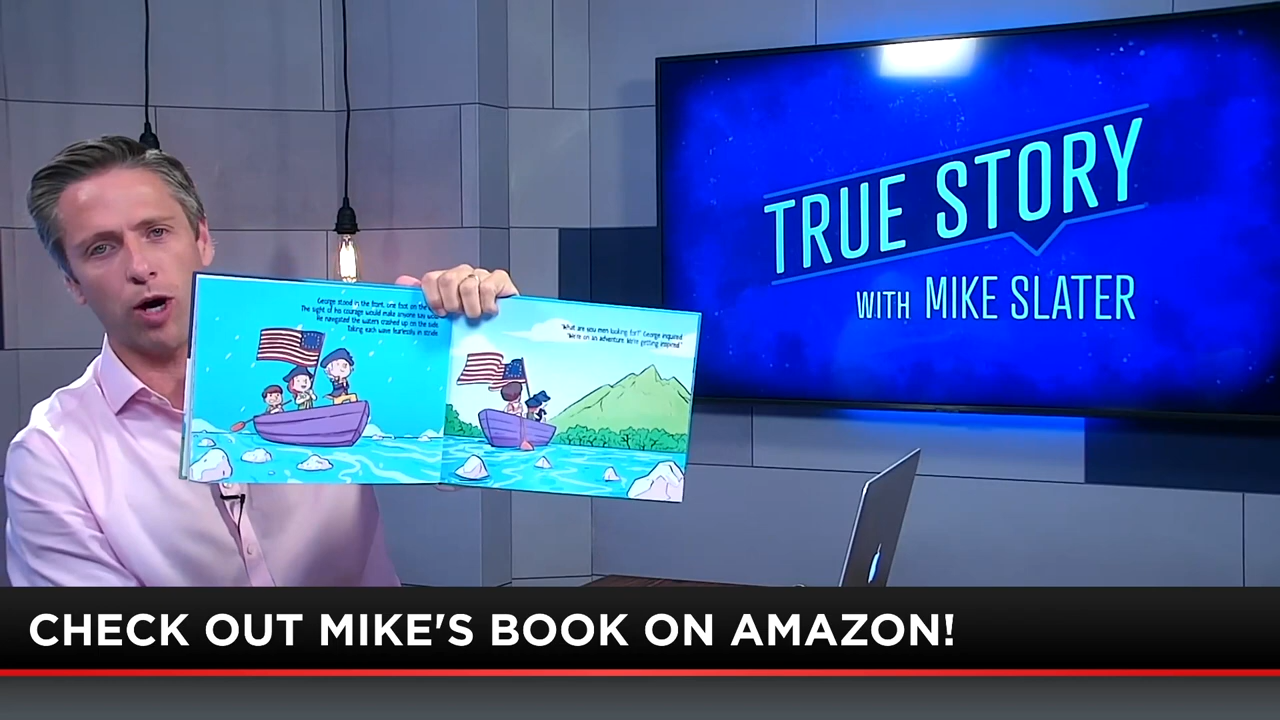 TRUE STORY
WITH MIKE SLATER
George stood in the front, one foot on the
The sight of his courage would make anyone say wow
He navigated the waters crashed up on the side
Taking each wave fearlessly in stride
"What are you men looking for?" George inquired
"We're on an adventure. We're getting inspired."
CHECK OUT MIKE'S BOOK ON AMAZON!